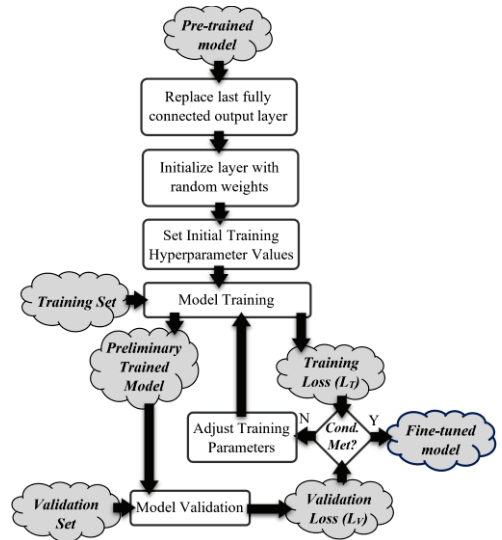 Pre-trained
model
Replace last fully
connected output layer
Initialize layer with
random weights
Set Initial Training
Hyperparameter Values
Training Set
Model Training
Preliminary
Trained
Model
Training
Loss (L_T)
Adjust Training
Parameters
N
Cond.
Met?
Y
Fine-tuned
model
Validation
Set
Model Validation
Validation
Loss (L_V)